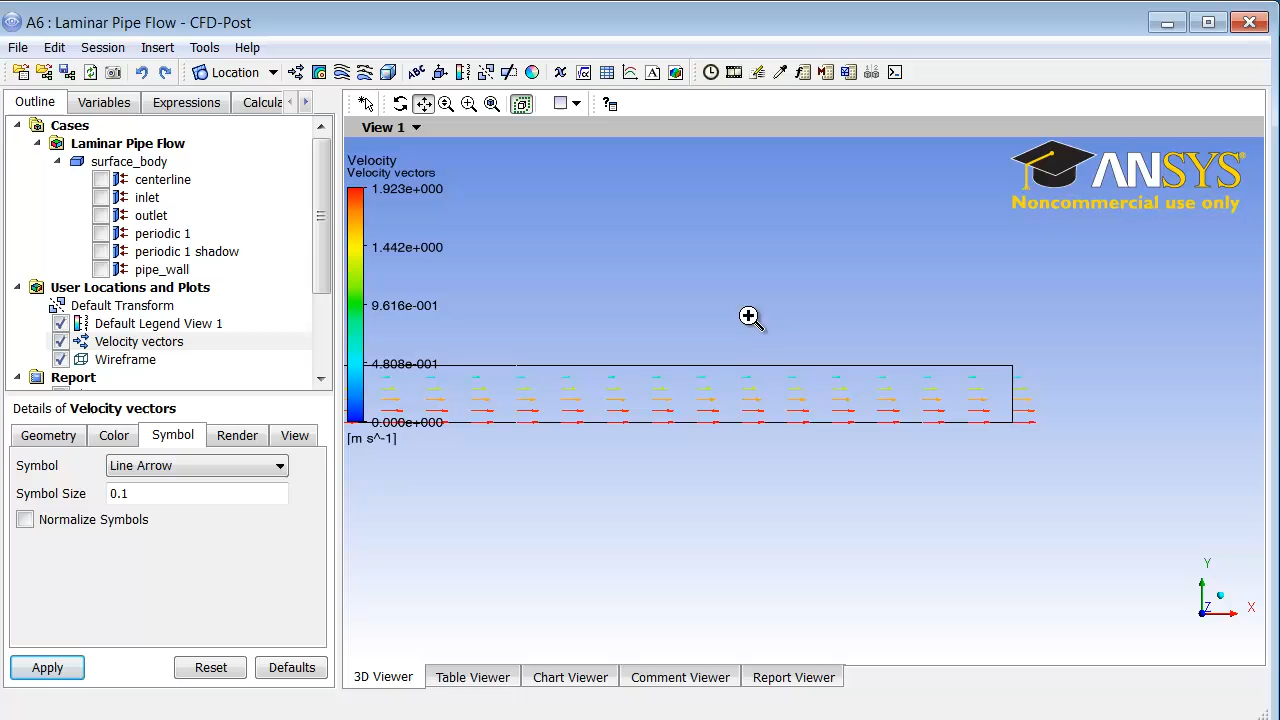 A6 : Laminar Pipe Flow - CFD-Post
File Edit Session Insert Tools Help
Location
Outline Variables Expressions Calcula
Cases
Laminar Pipe Flow
surface_body
centerline
inlet
outlet
periodic 1
periodic 1 shadow
pipe_wall
User Locations and Plots
Default Transform
Default Legend View 1
Velocity vectors
Wireframe
Report
Details of Velocity vectors
Geometry Color Symbol Render View
Symbol Line Arrow
Symbol Size 0.1
Normalize Symbols
Apply Reset Defaults
View 1
Velocity
Velocity vectors
1.923e+000
1.442e+000
9.616e-001
4.808e-001
0.000e+000
[m s^-1]
ANSYS
Noncommercial use only
Y
Z X
3D Viewer Table Viewer Chart Viewer Comment Viewer Report Viewer